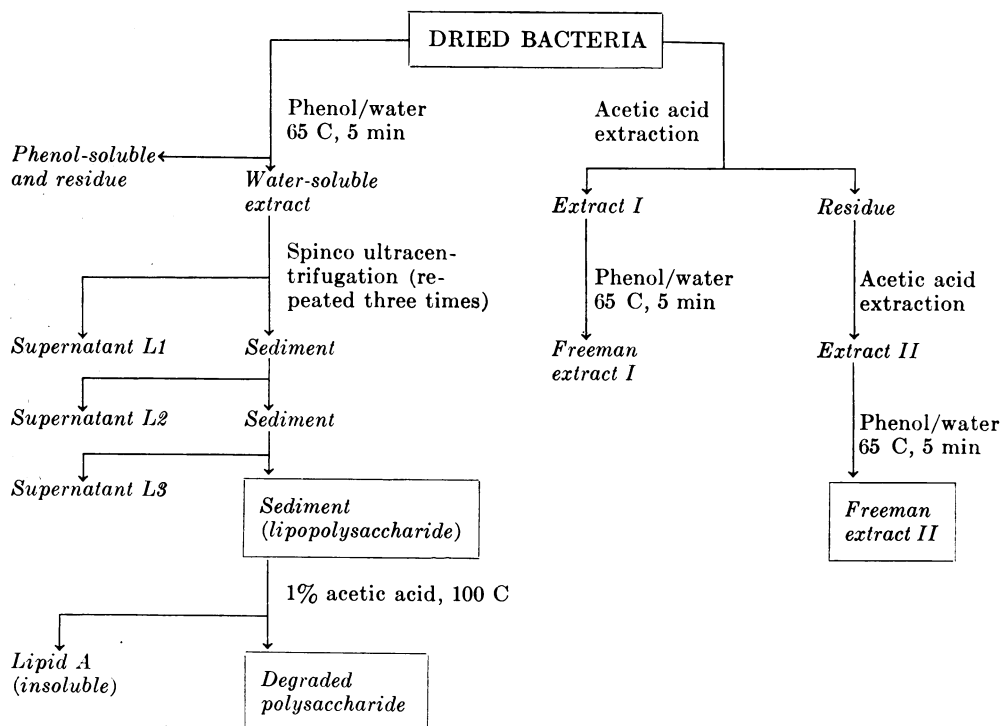 DRIED BACTERIA
Phenol/water
65 C, 5 min
Acetic acid
extraction
Phenol-soluble
and residue
Water-soluble
extract
Extract I
Residue
Spinco ultracen-
trifugation (re-
peated three times)
Phenol/water
65 C, 5 min
Acetic acid
extraction
Supernatant L1
Sediment
Freeman
extract I
Extract II
Supernatant L2
Sediment
Phenol/water
65 C, 5 min
Supernatant L3
Sediment
(lipopolysaccharide)
Freeman
extract II
1% acetic acid, 100 C
Lipid A
(insoluble)
Degraded
polysaccharide